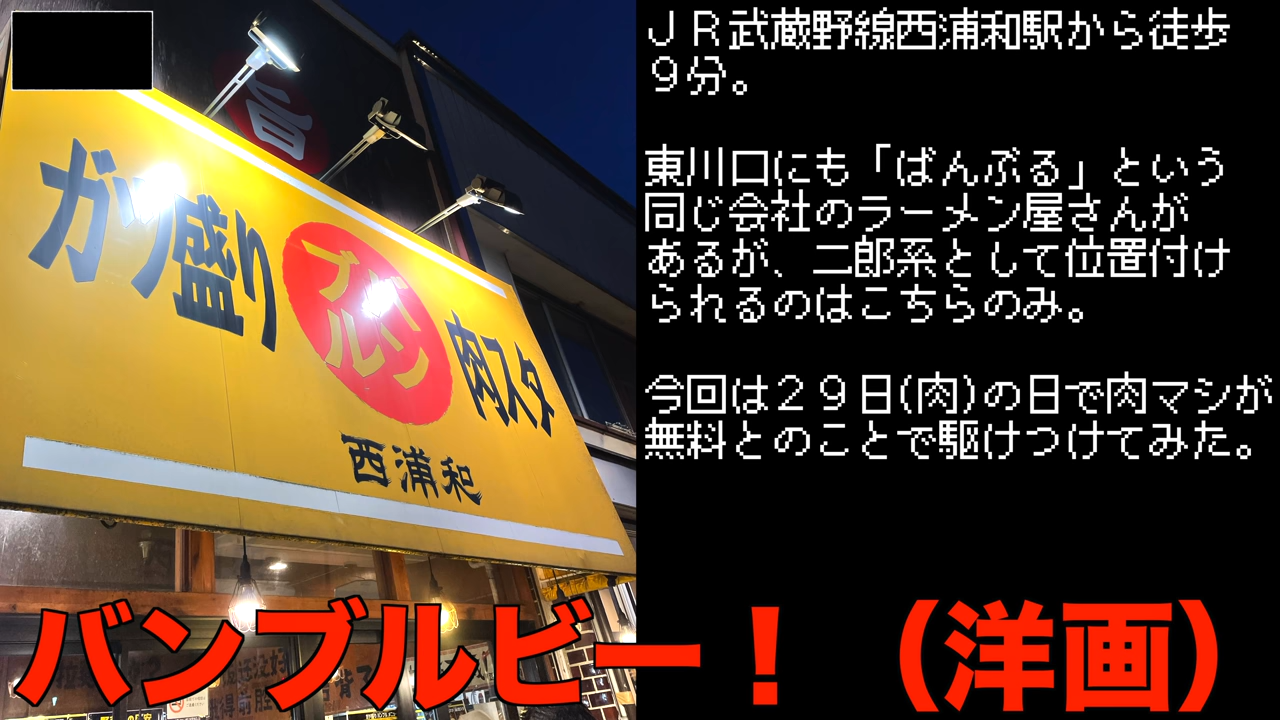 ＪＲ武蔵野線西浦和駅から徒歩
９分。
東川口にも「ばんぶる」という
同じ会社のラーメン屋さんが
あるが、二郎系として位置付け
られるのはこちらのみ。
今回は２９日(肉)の日で肉マシが
無料とのことで駆けつけてみた。
旨
ガツ盛り
バン
ブル
肉スタ
西浦和
バンブルビー！（洋画）